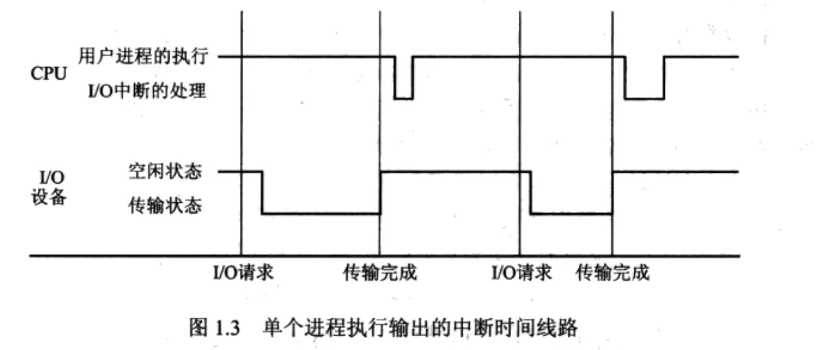 用户进程的执行
CPU
I/O中断的处理
空闲状态
I/O
设备
传输状态
I/O请求 传输完成 I/O请求 传输完成
图 1.3 单个进程执行输出的中断时间线路